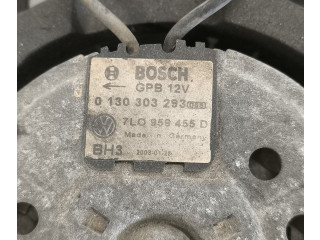 BOSCH
GPB 12V
0 130 303 293
7L0 959 455 D
Made in Germany
BH3